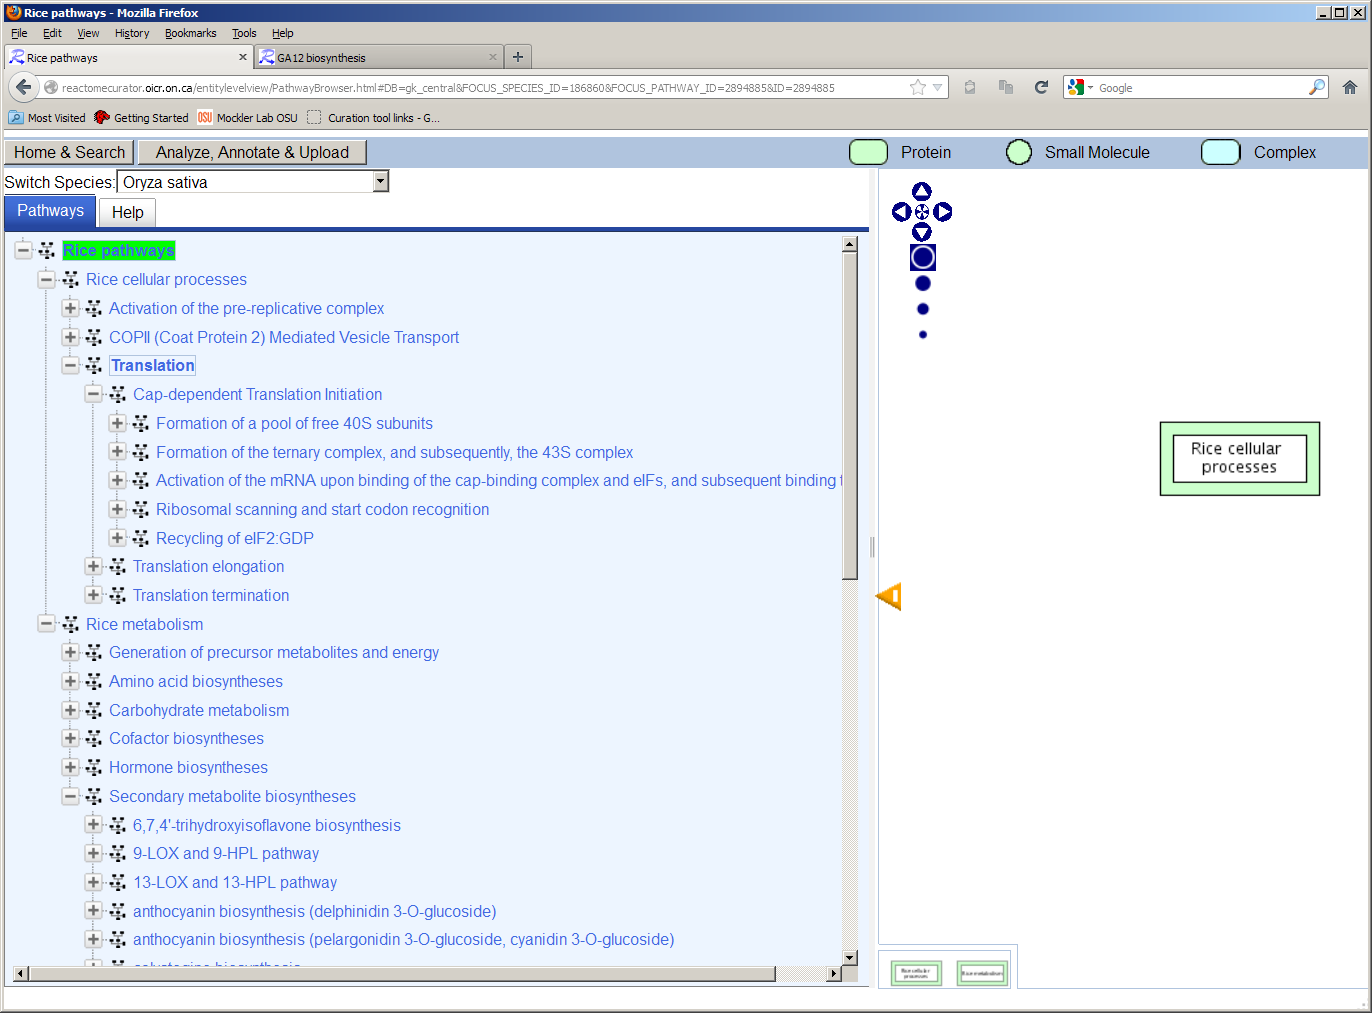 Rice pathways - Mozilla Firefox
File Edit View History Bookmarks Tools Help
Rice pathways
GA12 biosynthesis
reactomecurator.oicr.on.ca/entitylevelview/PathwayBrowser.html#DB=gk_central&FOCUS_SPECIES_ID=186860&FOCUS_PATHWAY_ID=2894885&ID=2894885
Google
Most Visited Getting Started OSU Mockler Lab OSU Curation tool links - G...
Home & Search Analyze, Annotate & Upload Protein Small Molecule Complex
Switch Species: Oryza sativa
Pathways Help
Rice pathways
Rice cellular processes
Activation of the pre-replicative complex
COPII (Coat Protein 2) Mediated Vesicle Transport
Translation
Cap-dependent Translation Initiation
Formation of a pool of free 40S subunits
Formation of the ternary complex, and subsequently, the 43S complex
Activation of the mRNA upon binding of the cap-binding complex and eIFs, and subsequent binding
Ribosomal scanning and start codon recognition
Recycling of eIF2:GDP
Translation elongation
Translation termination
Rice metabolism
Generation of precursor metabolites and energy
Amino acid biosyntheses
Carbohydrate metabolism
Cofactor biosyntheses
Hormone biosyntheses
Secondary metabolite biosyntheses
6,7,4'-trihydroxyisoflavone biosynthesis
9-LOX and 9-HPL pathway
13-LOX and 13-HPL pathway
anthocyanin biosynthesis (delphinidin 3-O-glucoside)
anthocyanin biosynthesis (pelargonidin 3-O-glucoside, cyanidin 3-O-glucoside)
Rice cellular
processes
Rice cellular
processes
Rice metabolism